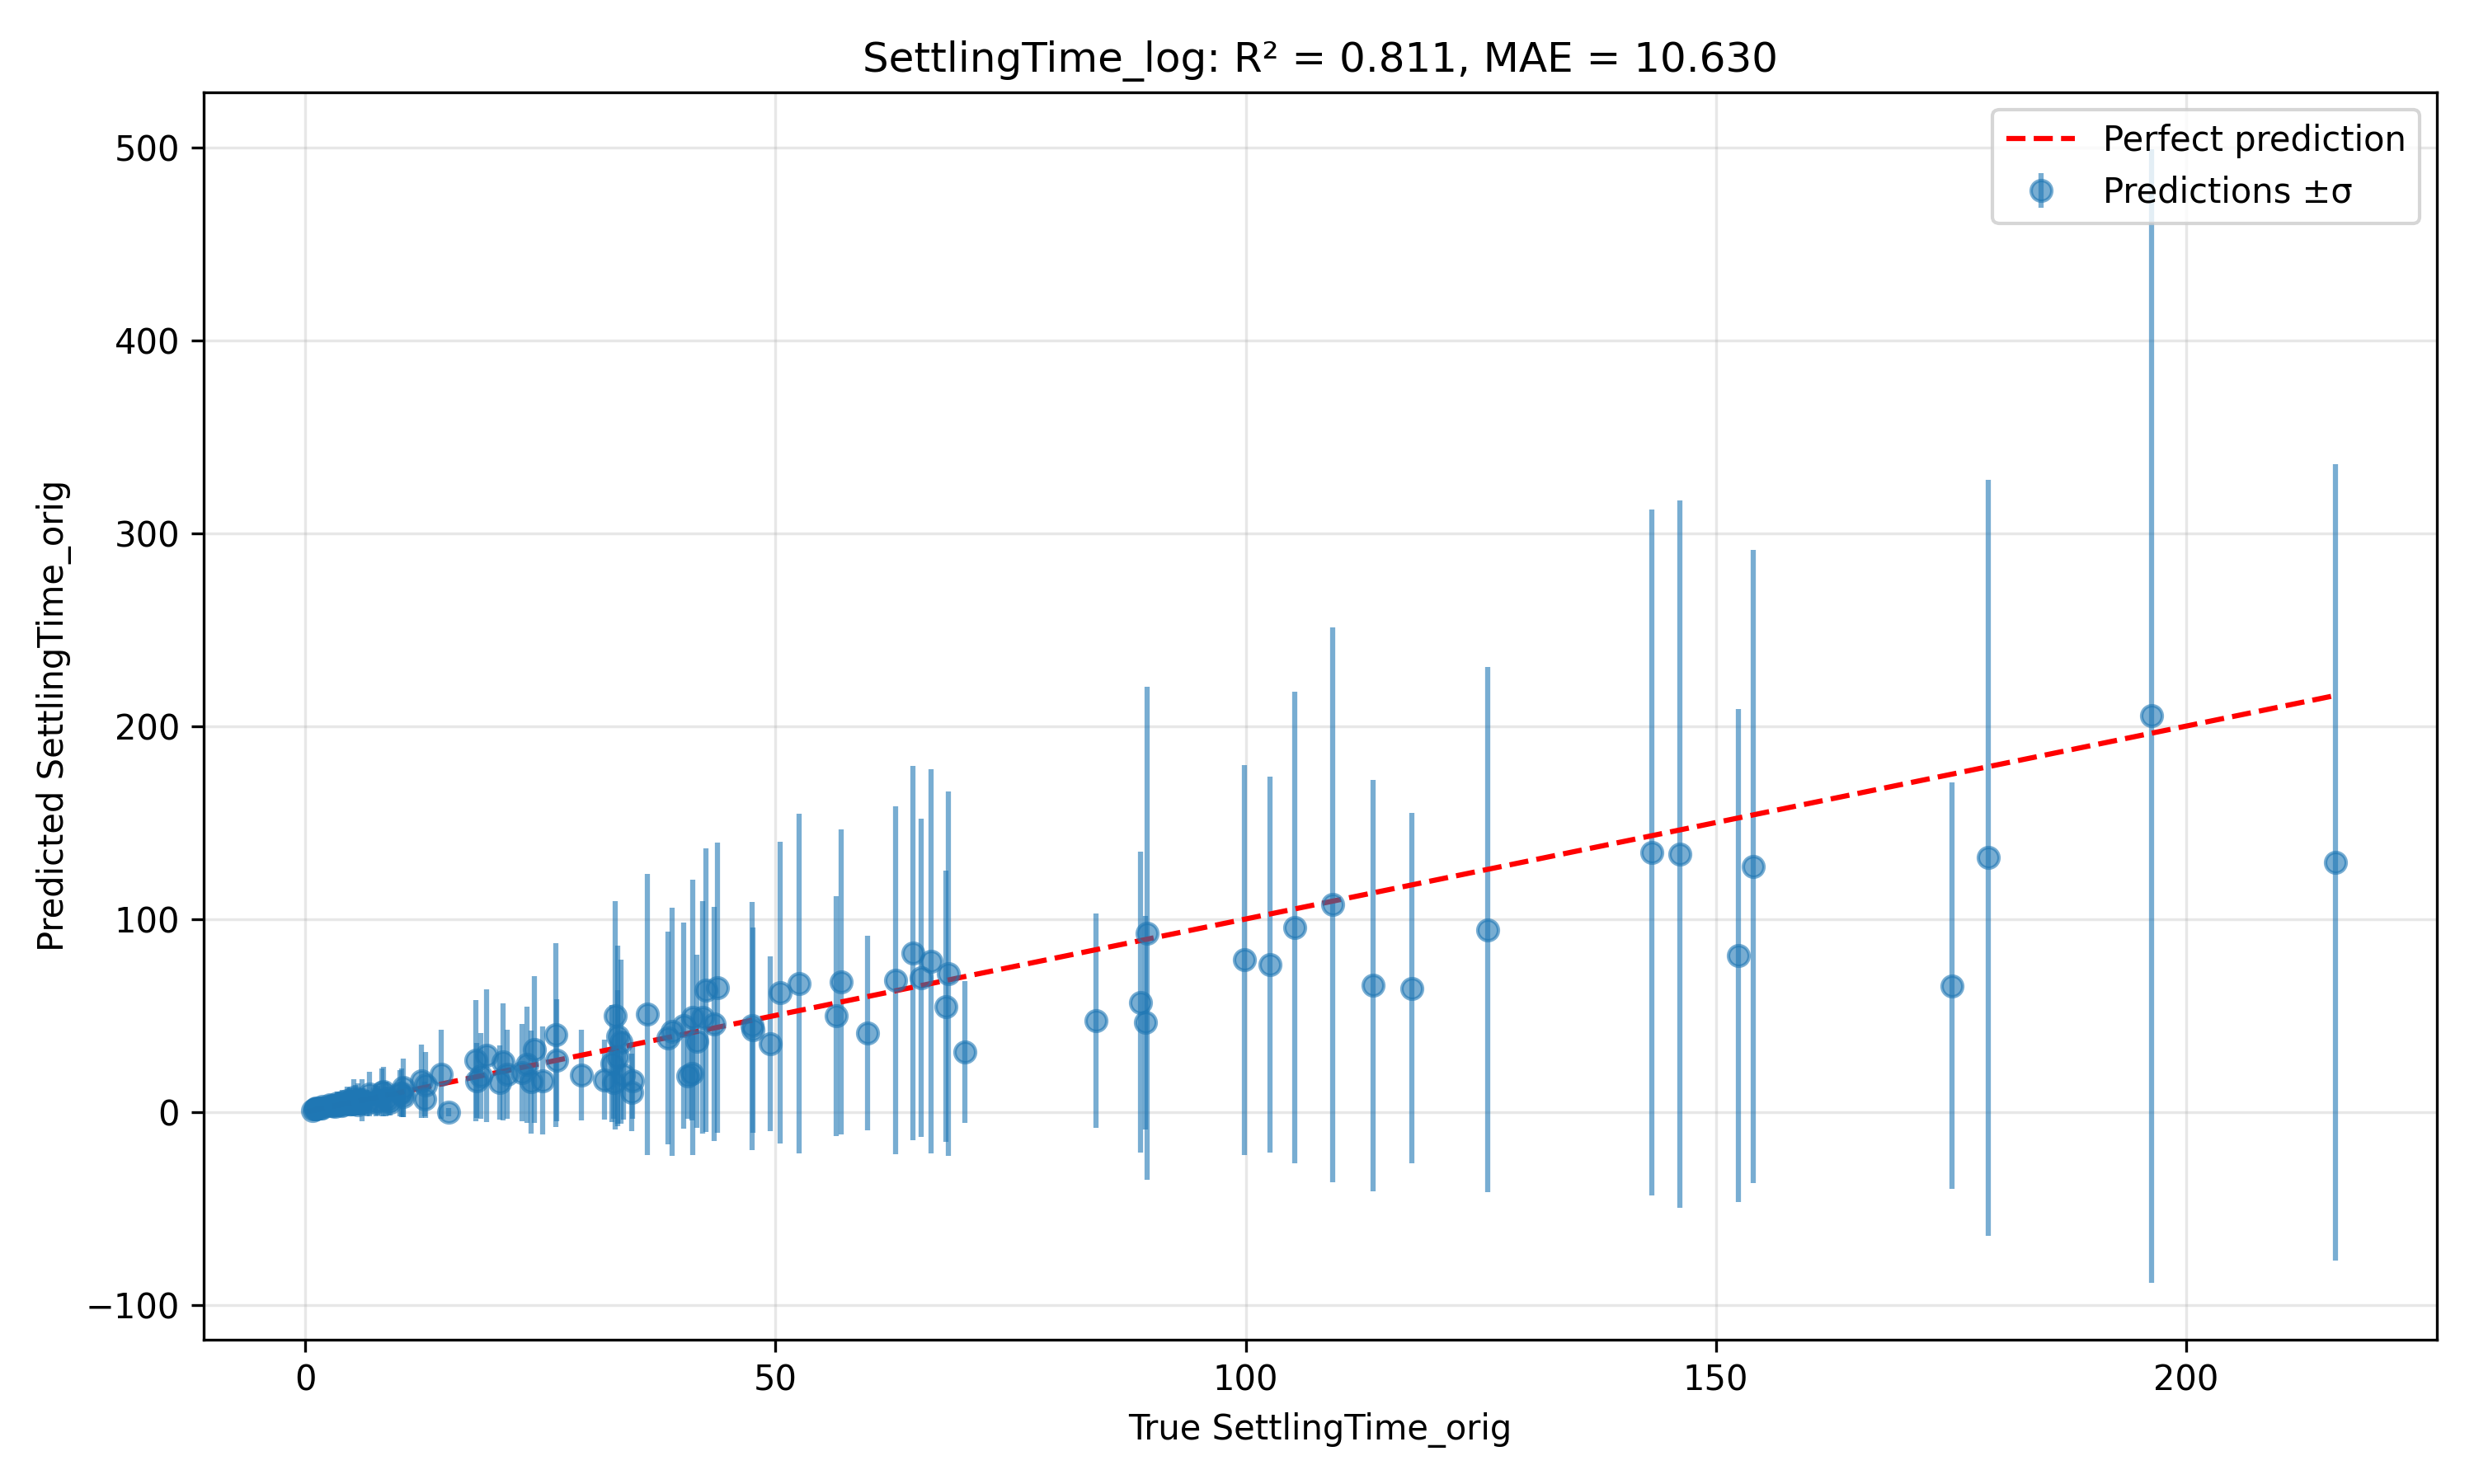 SettlingTime_log: R² = 0.811, MAE = 10.630
Perfect prediction
Predictions ±σ
Predicted SettlingTime_orig
500
400
300
200
100
0
−100
0
50
100
150
200
True SettlingTime_orig